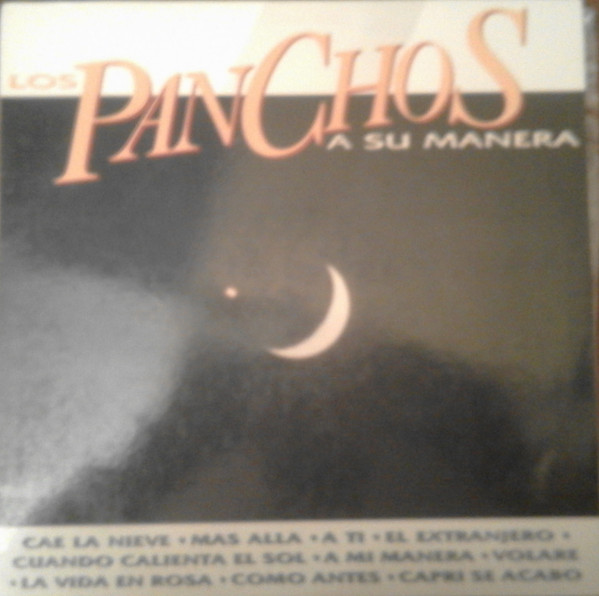 LOS PANCHOS
A SU MANERA
CAE LA NIEVE • MAS ALLA • A TI • EL EXTRANJERO •
CUANDO CALIENTA EL SOL • A MI MANERA • VOLARE
• LA VIDA EN ROSA • COMO ANTES • CAPRI SE ACABO